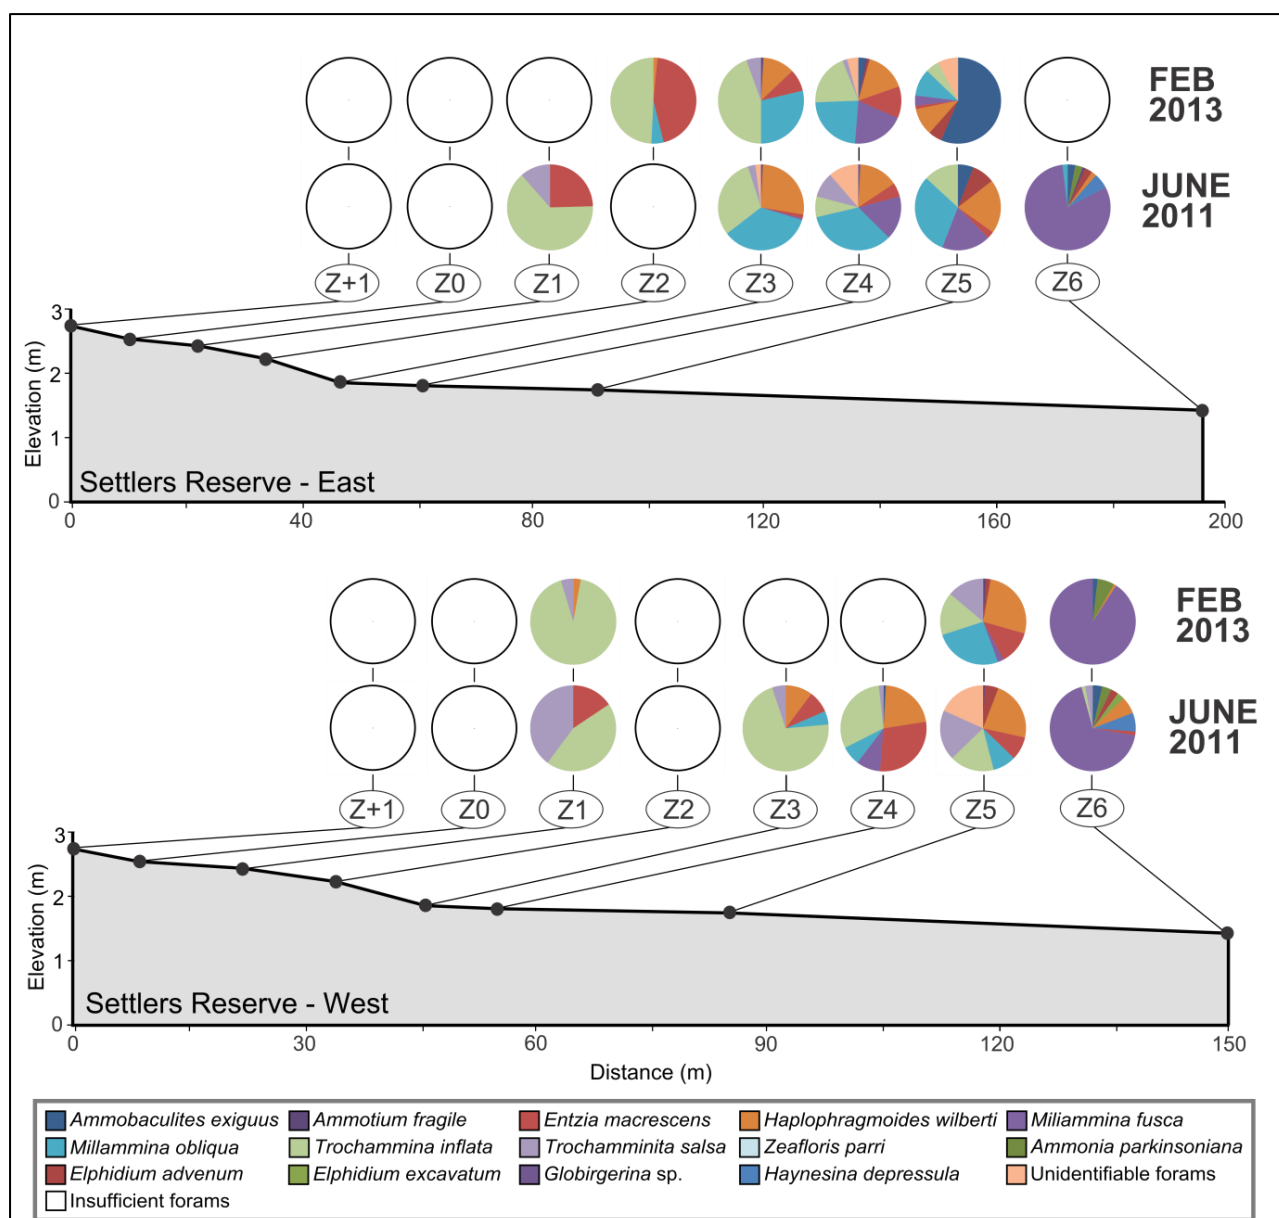 FEB
2013
JUNE
2011
Z+1 Z0 Z1 Z2 Z3 Z4 Z5 Z6
3
2
1
0
Elevation (m)
Settlers Reserve - East
0 40 80 120 160 200
FEB
2013
JUNE
2011
Z+1 Z0 Z1 Z2 Z3 Z4 Z5 Z6
3
2
1
0
Elevation (m)
Settlers Reserve - West
0 30 60 90 120 150
Distance (m)
Ammobaculites exiguus Ammotium fragile Entzia macrescens Haplophragmoides wilberti Miliammina fusca
Millammina obliqua Trochammina inflata Trochamminita salsa Zeafloris parri Ammonia parkinsoniana
Elphidium advenum Elphidium excavatum Globirgerina sp. Haynesina depressula Unidentifiable forams
Insufficient forams